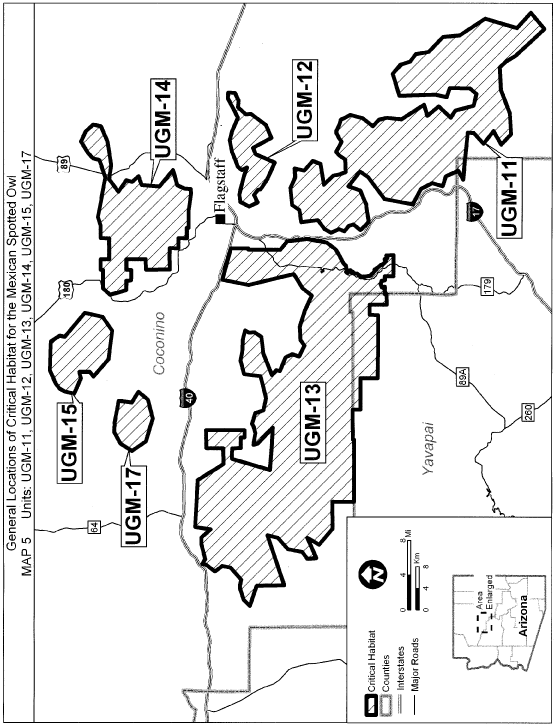 General Locations of Critical Habitat for the Mexican Spotted Owl
MAP 5 Units: UGM-11, UGM-12, UGM-13, UGM-14, UGM-15, UGM-17
64
180
89
UGM-15
UGM-17
UGM-14
Coconino
40
Flagstaff
UGM-12
UGM-13
17
UGM-11
179
89A
260
Yavapai
Critical Habitat
Counties
Interstates
Major Roads
N
8 Mi
0 4
Km
0 4 8
Area
Enlarged
Arizona